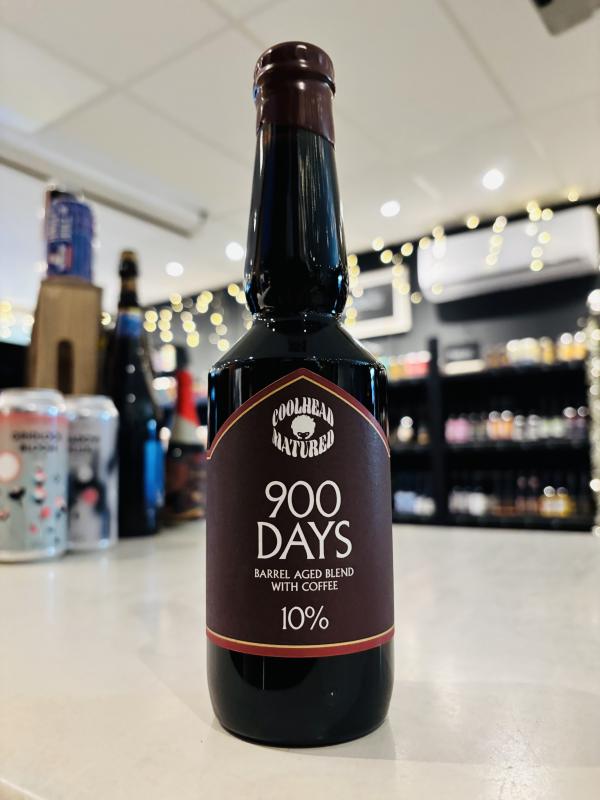 COOLHEAD
MATURED
900
DAYS
BARREL AGED BLEND
WITH COFFEE
10%